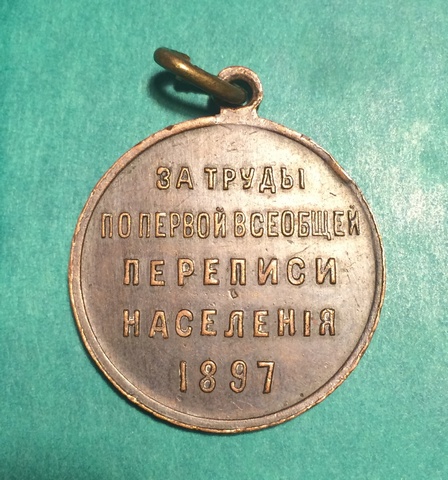 ЗА ТРУДЫ
ПО ПЕРВОЙ ВСЕОБЩЕЙ
ПЕРЕПИСИ
НАСЕЛЕНІЯ
1897